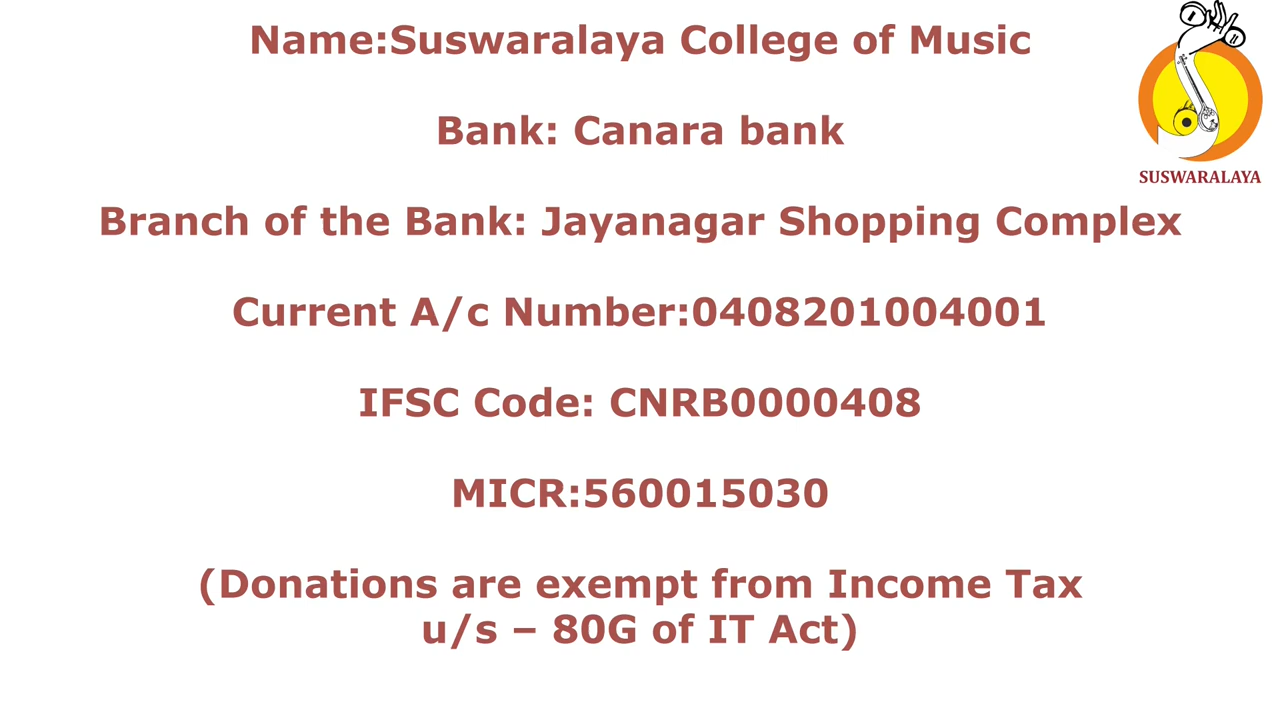 Name:Suswaralaya College of Music
SUSWARALAYA
Bank: Canara bank
Branch of the Bank: Jayanagar Shopping Complex
Current A/c Number:0408201004001
IFSC Code: CNRB0000408
MICR:560015030
(Donations are exempt from Income Tax
u/s – 80G of IT Act)